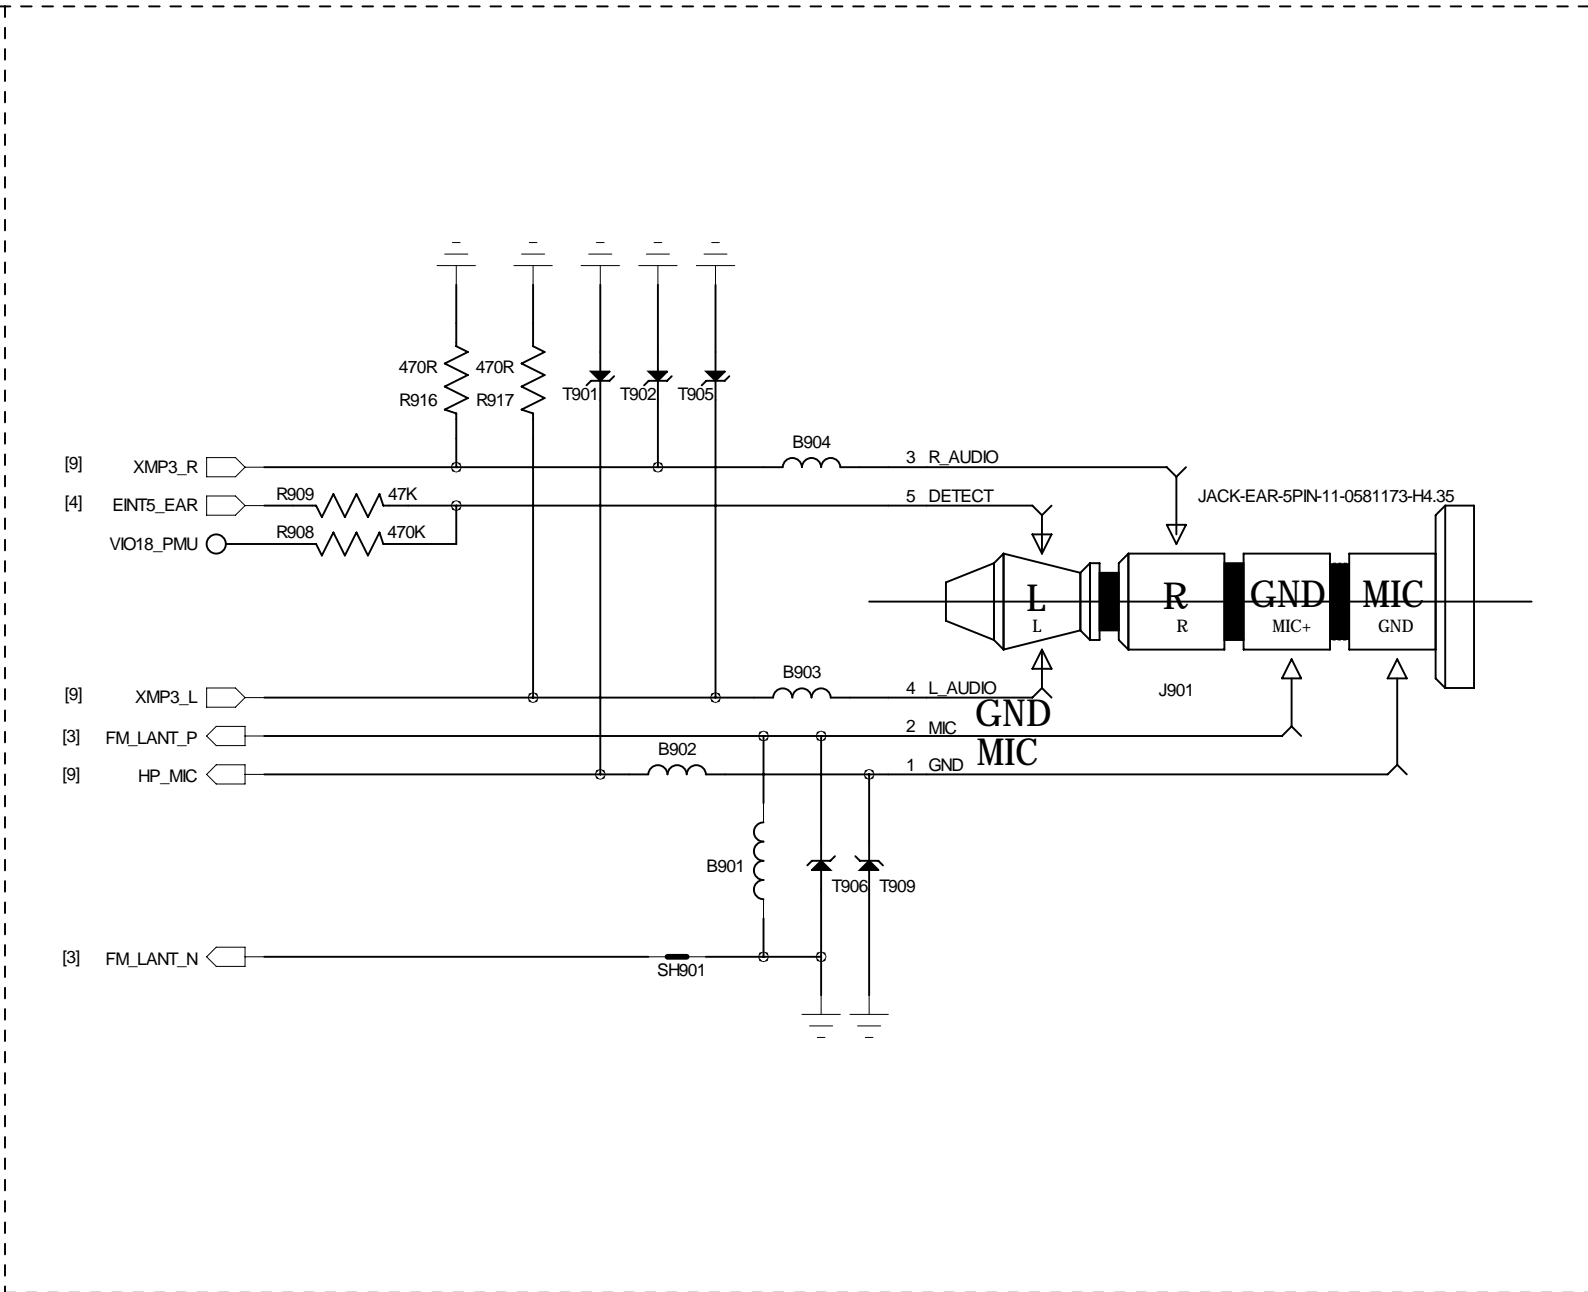 470R 470R
R916 R917 T901 T902 T905
[9] XMP3_R B904 3 R_AUDIO
[4] EINT5_EAR R909 47K 5 DETECT JACK-EAR-5PIN-11-0581173-H4.35
VIO18_PMU R908 470K
L R GND MIC
L R MIC+ GND
[9] XMP3_L B903 4 L_AUDIO J901
GND
[3] FM_LANT_P 2 MIC
MIC
[9] HP_MIC B902 1 GND
B901 T906 T909
[3] FM_LANT_N SH901